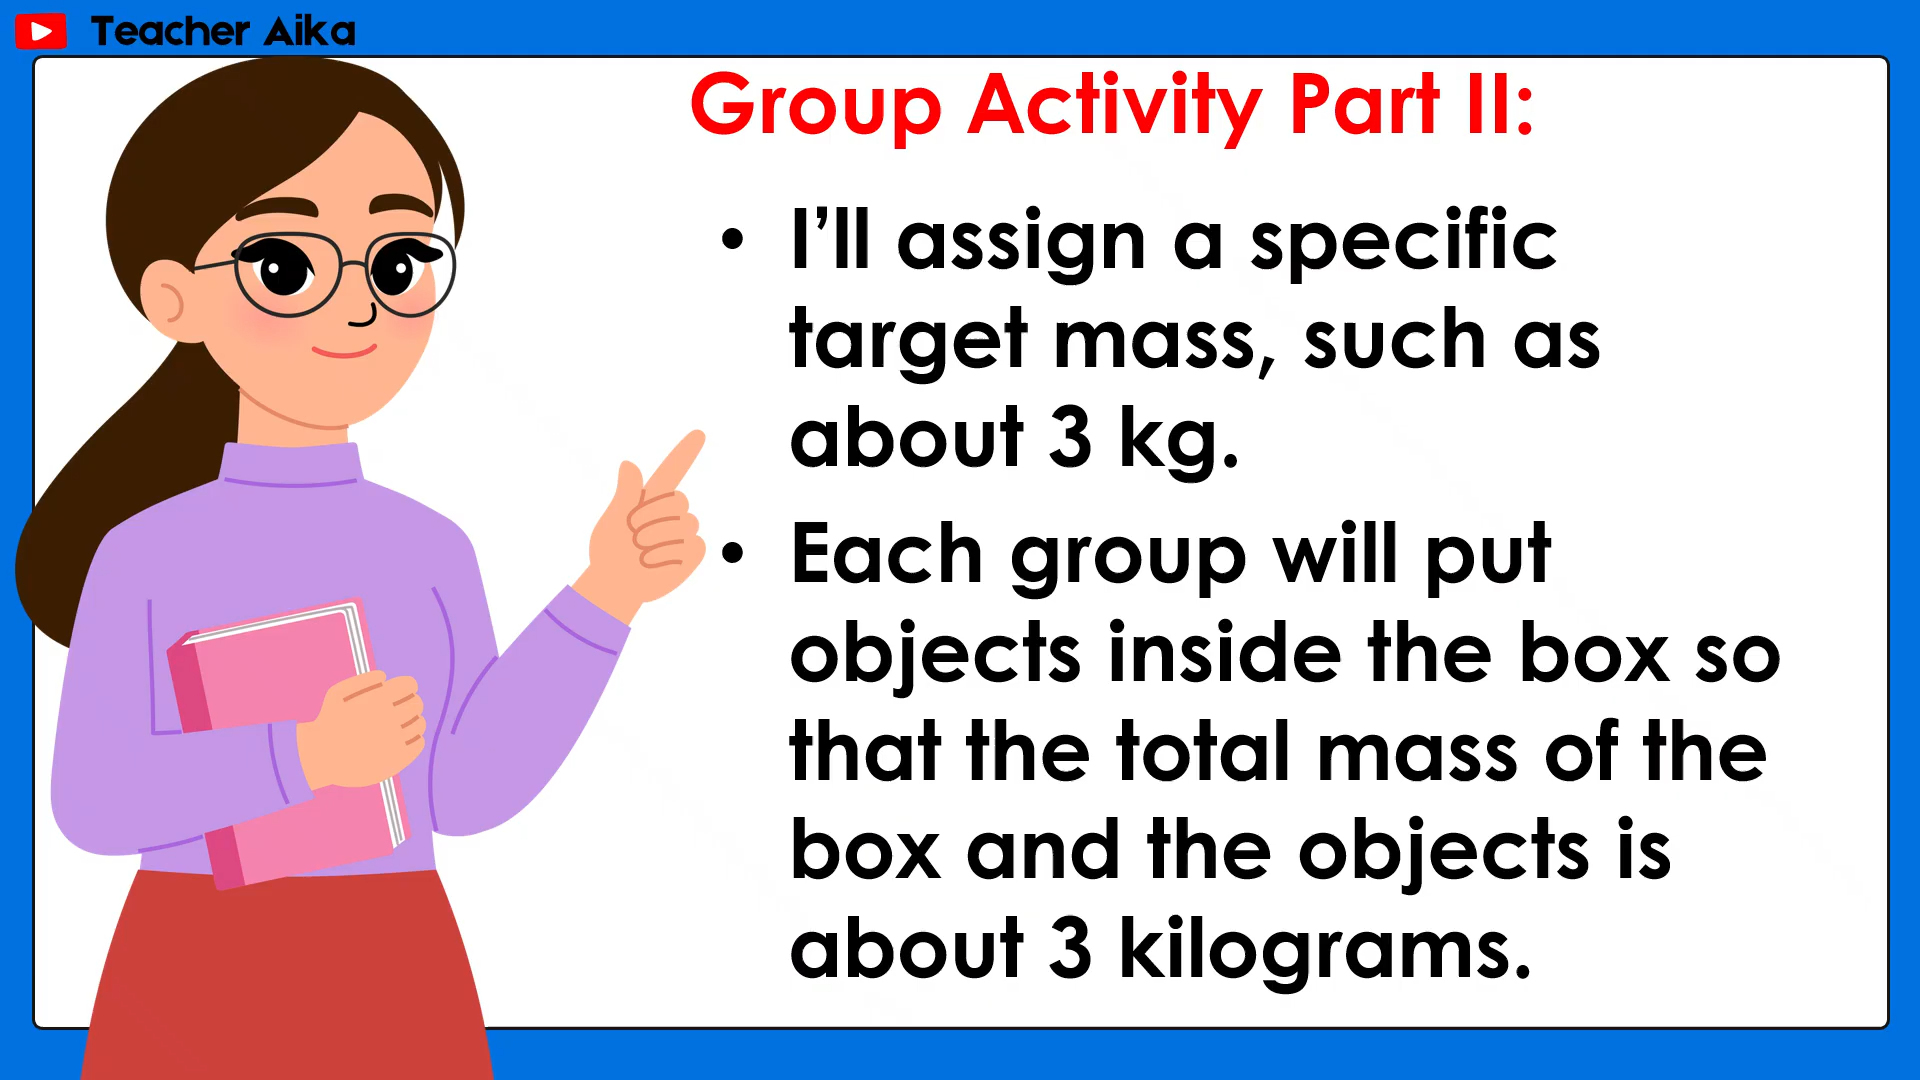 Teacher Aika
Group Activity Part II:
• I’ll assign a specific
target mass, such as
about 3 kg.
• Each group will put
objects inside the box so
that the total mass of the
box and the objects is
about 3 kilograms.